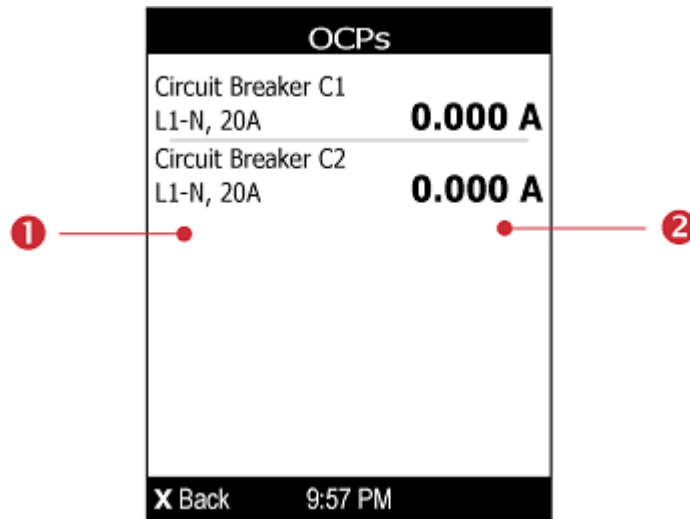 OCPs
Circuit Breaker C1
L1-N, 20A 0.000 A
Circuit Breaker C2
L1-N, 20A 0.000 A
1 2
X Back 9:57 PM